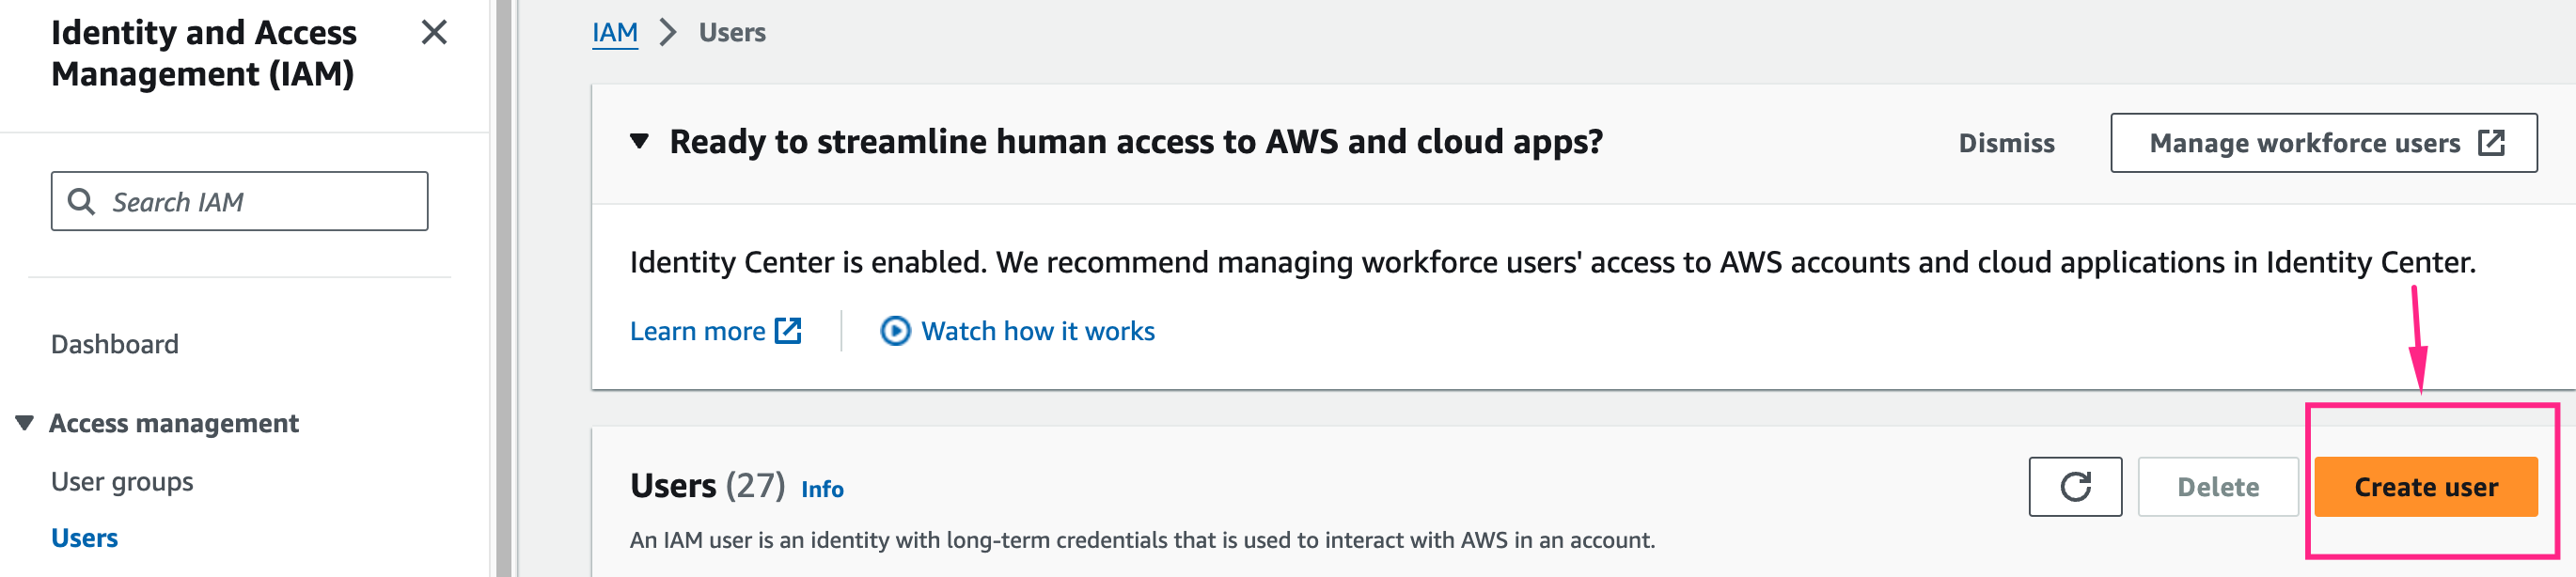 Identity and Access
Management (IAM)
Search IAM
Dashboard
Access management
User groups
Users
IAM > Users
Ready to streamline human access to AWS and cloud apps?
Dismiss
Manage workforce users
Identity Center is enabled. We recommend managing workforce users' access to AWS accounts and cloud applications in Identity Center.
Learn more
Watch how it works
Users (27) Info
Delete
Create user
An IAM user is an identity with long-term credentials that is used to interact with AWS in an account.